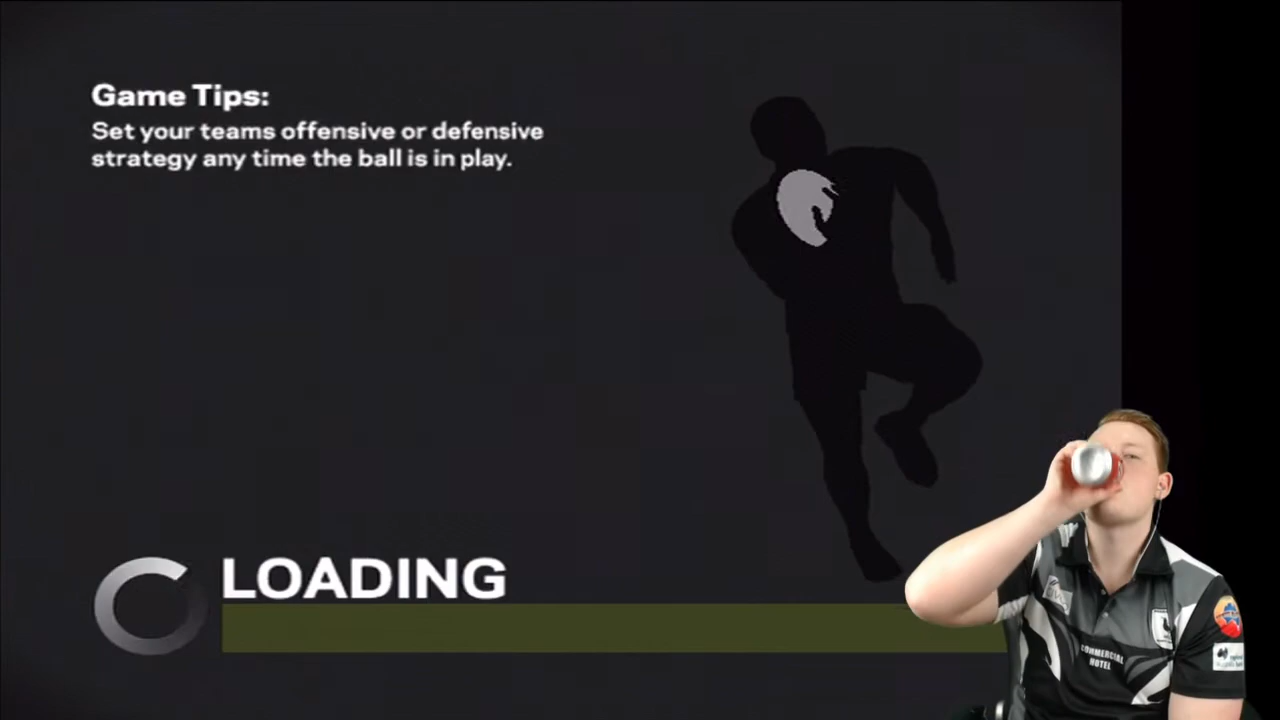 Game Tips:
Set your teams offensive or defensive
strategy any time the ball is in play.
LOADING
COMMERCIAL
HOTEL